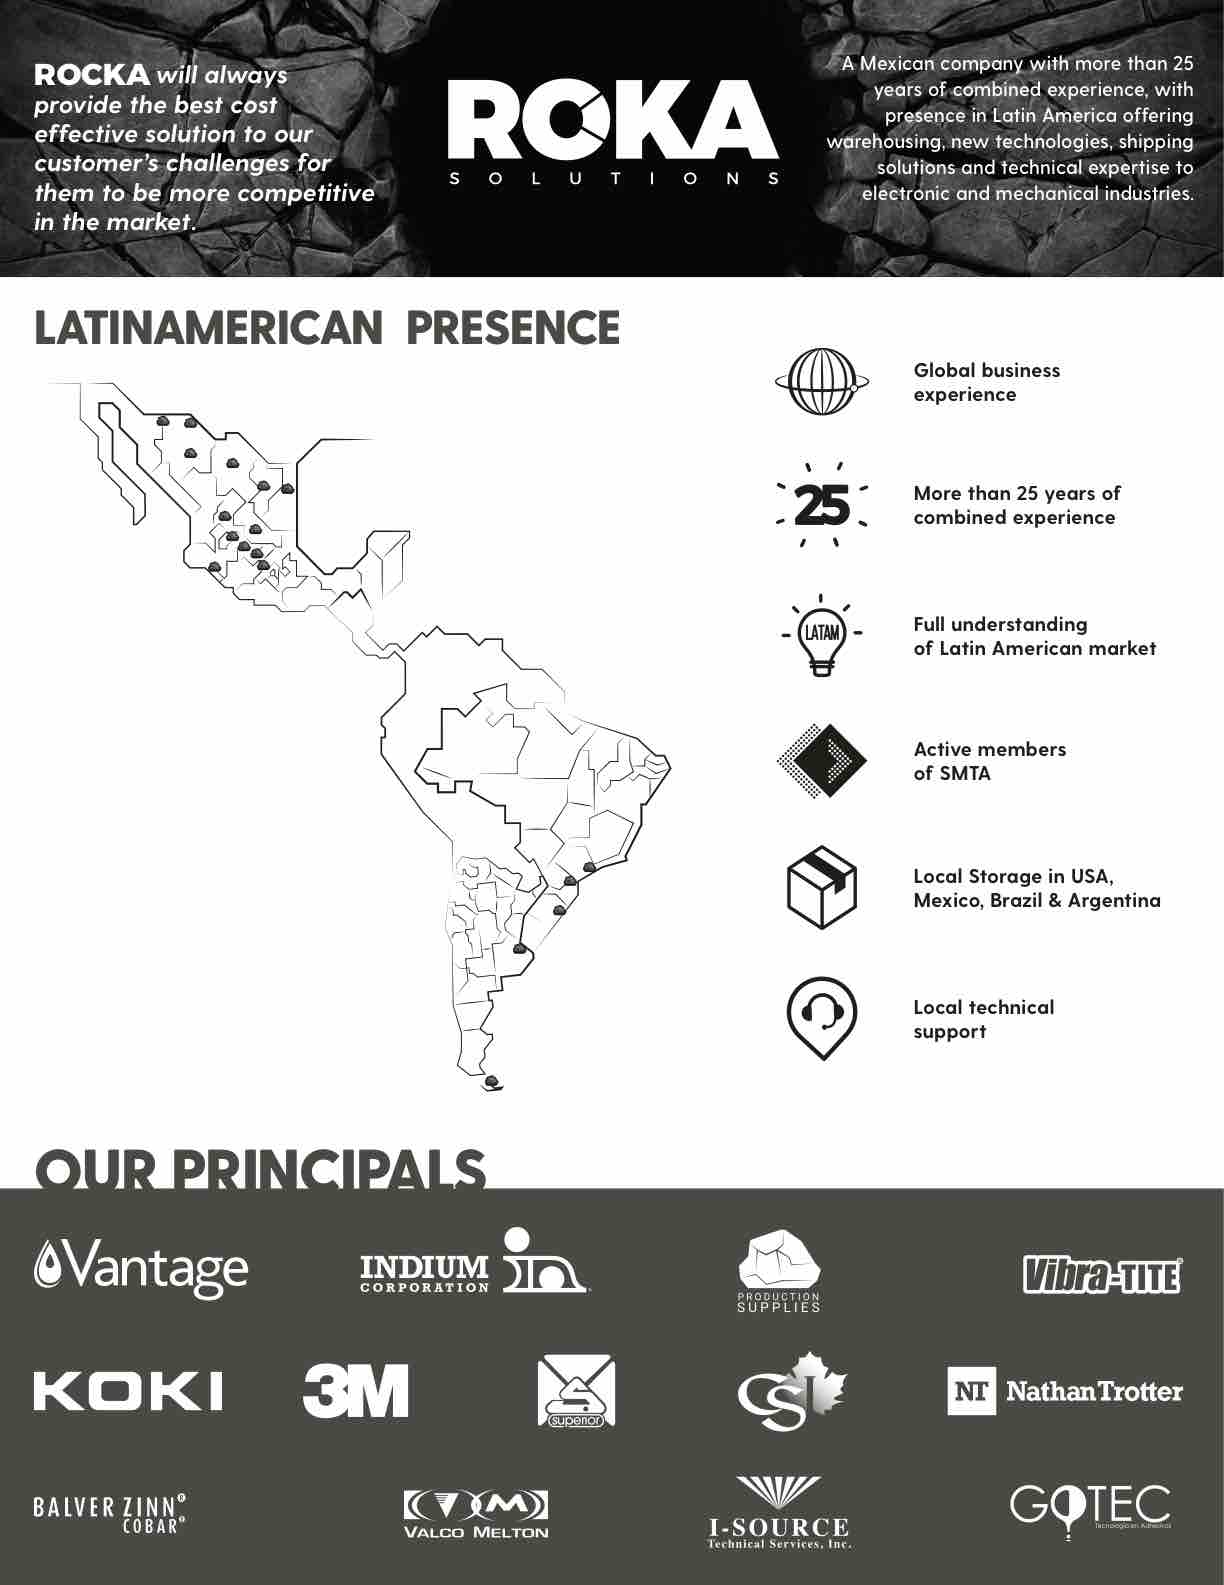 ROCKA will always
provide the best cost
effective solution to our
customer's challenges for
them to be more competitive
in the market.
ROKA
SOLUTIONS
A Mexican company with more than 25
years of combined experience, with
presence in Latin America offering
warehousing, new technologies, shipping
solutions and technical expertise to
electronic and mechanical industries.
LATINAMERICAN PRESENCE
Global business
experience
25
More than 25 years of
combined experience
LATAM
Full understanding
of Latin American market
Active members
of SMTA
Local Storage in USA,
Mexico, Brazil & Argentina
Local technical
support
OUR PRINCIPALS
Vantage
INDIUM
CORPORATION
PRODUCTION
SUPPLIES
Vibra-TITE®
KOKI
3M
S
superior
CSI
NT NathanTrotter
BALVER ZINN®
COBAR®
VALCO MELTON
I-SOURCE
Technical Services, Inc.
GOTEC
Tecnología en Adhesivos